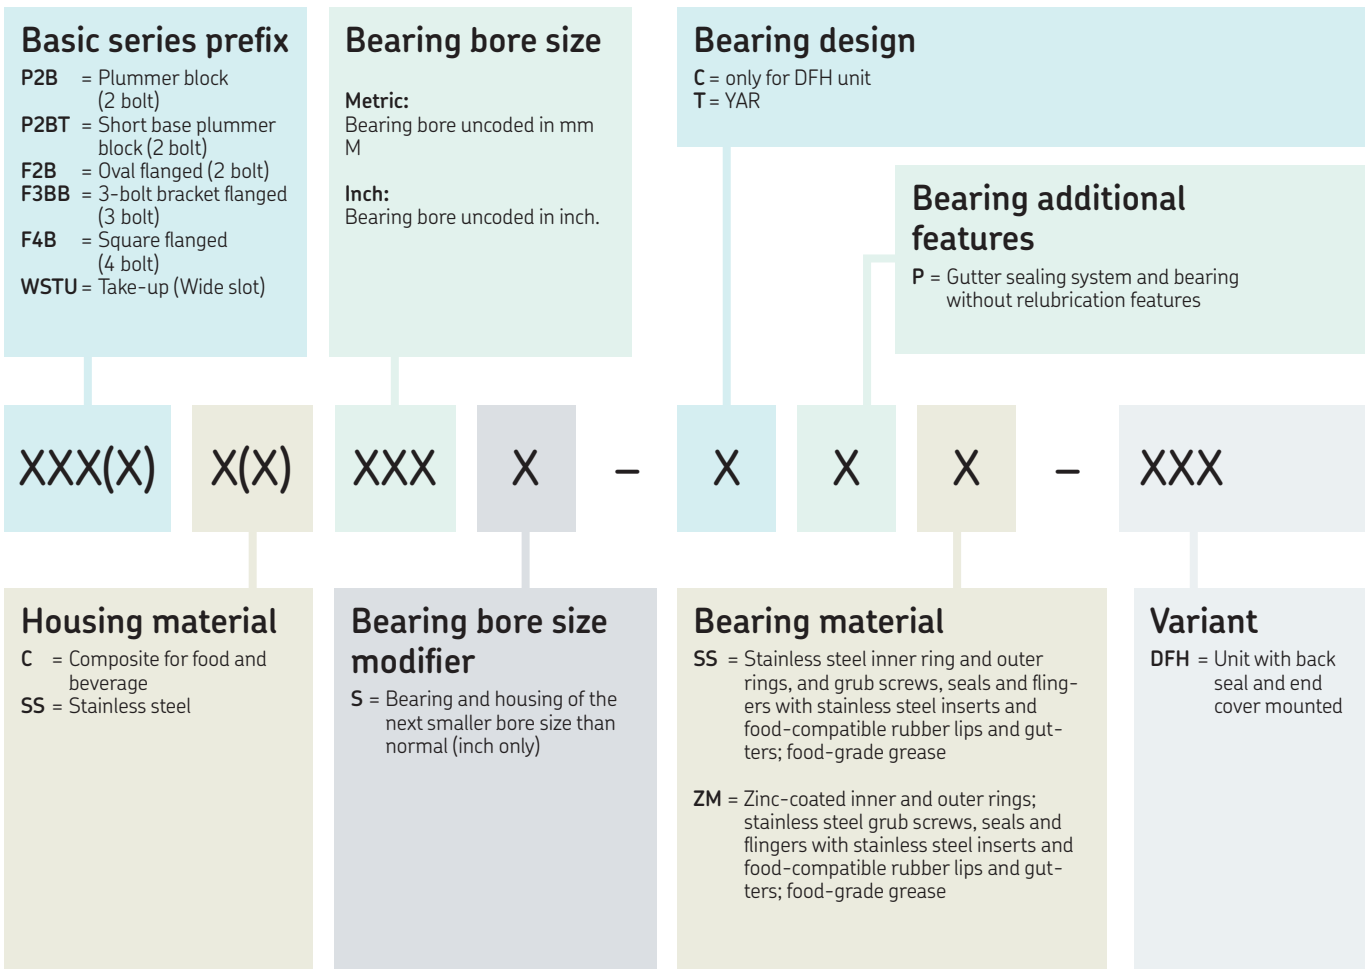 Basic series prefix
P2B = Plummer block
(2 bolt)
P2BT = Short base plummer
block (2 bolt)
F2B = Oval flanged (2 bolt)
F3BB = 3-bolt bracket flanged
(3 bolt)
F4B = Square flanged
(4 bolt)
WSTU = Take-up (Wide slot)
Bearing bore size
Metric:
Bearing bore uncoded in mm
M
Inch:
Bearing bore uncoded in inch.
Bearing design
C = only for DFH unit
T = YAR
Bearing additional
features
P = Gutter sealing system and bearing
without relubrication features
XXX(X) X(X) XXX X – X X X – XXX
Housing material
C = Composite for food and
beverage
SS = Stainless steel
Bearing bore size
modifier
S = Bearing and housing of the
next smaller bore size than
normal (inch only)
Bearing material
SS = Stainless steel inner ring and outer
rings, and grub screws, seals and fling-
ers with stainless steel inserts and
food-compatible rubber lips and gut-
ters; food-grade grease
ZM = Zinc-coated inner and outer rings;
stainless steel grub screws, seals and
flingers with stainless steel inserts and
food-compatible rubber lips and gut-
ters; food-grade grease
Variant
DFH = Unit with back
seal and end
cover mounted